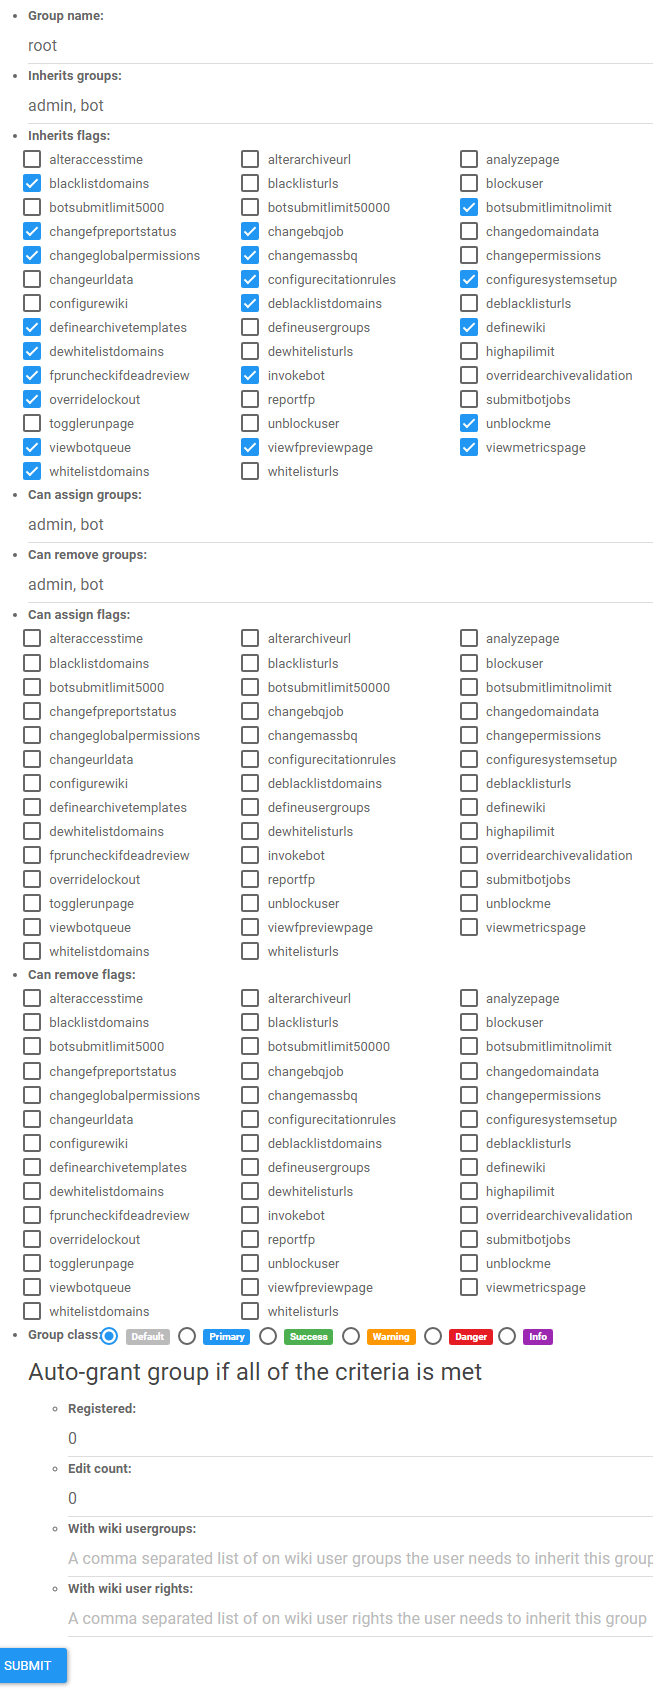 Group name:
root
Inherits groups:
admin, bot
Inherits flags:
alteraccesstime alterarchiveurl analyzepage
blacklistdomains blacklisturls blockuser
botsubmitlimit5000 botsubmitlimit50000 botsubmitlimitnolimit
changefpreportstatus changebqjob changedomaindata
changeglobalpermissions changemassbq changepermissions
changeurldata configurecitationrules configuresystemsetup
configurewiki deblacklistdomains deblacklisturls
definearchivetemplates defineusergroups definewiki
dewhitelistdomains dewhitelisturls highapilimit
fpruncheckifdeadreview invokebot overridearchivevalidation
overridelockout reportfp submitbotjobs
togglerunpage unblockuser unblockme
viewbotqueue viewfpreviewpage viewmetricspage
whitelistdomains whitelisturls
Can assign groups:
admin, bot
Can remove groups:
admin, bot
Can assign flags:
alteraccesstime alterarchiveurl analyzepage
blacklistdomains blacklisturls blockuser
botsubmitlimit5000 botsubmitlimit50000 botsubmitlimitnolimit
changefpreportstatus changebqjob changedomaindata
changeglobalpermissions changemassbq changepermissions
changeurldata configurecitationrules configuresystemsetup
configurewiki deblacklistdomains deblacklisturls
definearchivetemplates defineusergroups definewiki
dewhitelistdomains dewhitelisturls highapilimit
fpruncheckifdeadreview invokebot overridearchivevalidation
overridelockout reportfp submitbotjobs
togglerunpage unblockuser unblockme
viewbotqueue viewfpreviewpage viewmetricspage
whitelistdomains whitelisturls
Can remove flags:
alteraccesstime alterarchiveurl analyzepage
blacklistdomains blacklisturls blockuser
botsubmitlimit5000 botsubmitlimit50000 botsubmitlimitnolimit
changefpreportstatus changebqjob changedomaindata
changeglobalpermissions changemassbq changepermissions
changeurldata configurecitationrules configuresystemsetup
configurewiki deblacklistdomains deblacklisturls
definearchivetemplates defineusergroups definewiki
dewhitelistdomains dewhitelisturls highapilimit
fpruncheckifdeadreview invokebot overridearchivevalidation
overridelockout reportfp submitbotjobs
togglerunpage unblockuser unblockme
viewbotqueue viewfpreviewpage viewmetricspage
whitelistdomains whitelisturls
Group class: Default Primary Success Warning Danger Info
Auto-grant group if all of the criteria is met
Registered:
0
Edit count:
0
With wiki usergroups:
A comma separated list of on wiki user groups the user needs to inherit this group
With wiki user rights:
A comma separated list of on wiki user rights the user needs to inherit this group
SUBMIT